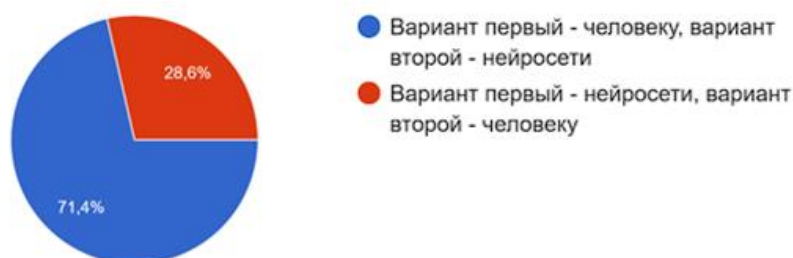 Вариант первый - человеку, вариант
второй - нейросети
28,6%
Вариант первый - нейросети, вариант
второй - человеку
71,4%